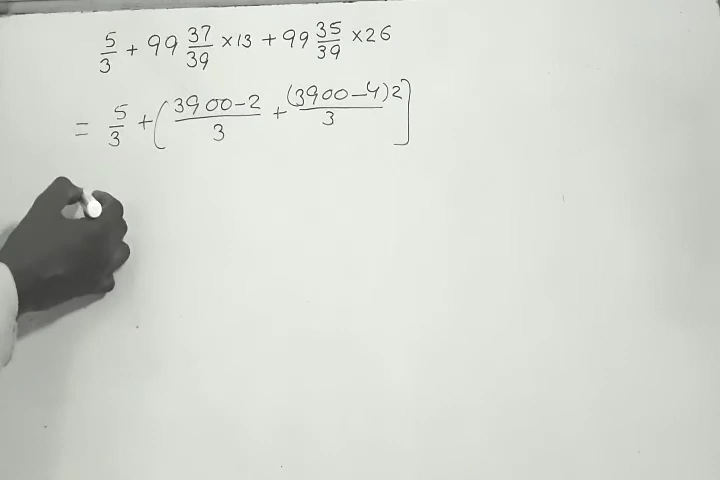 5/3 + 99 37/39 ×13 + 99 35/39 ×26
= 5/3 + ( 3900-2/3 + (3900-4)2/3 ]